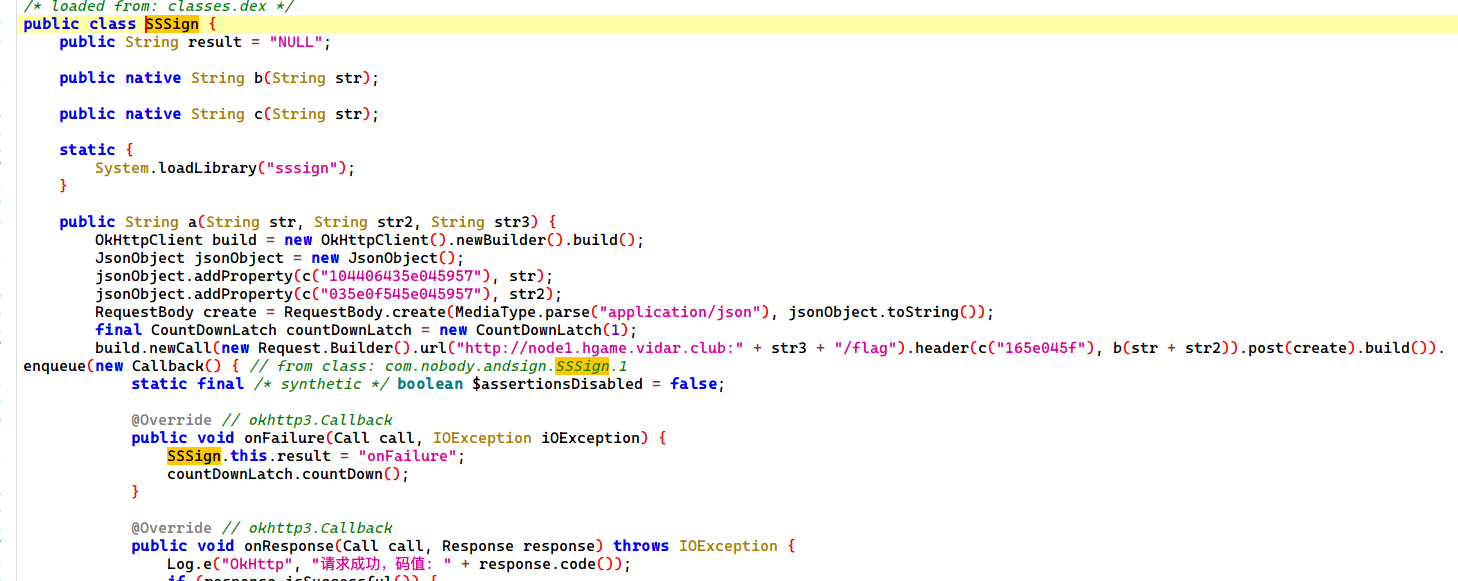 /* loaded from: classes.dex */
public class SSSign {
    public String result = "NULL";
    public native String b(String str);
    public native String c(String str);
    static {
        System.loadLibrary("sssign");
    }
    public String a(String str, String str2, String str3) {
        OkHttpClient build = new OkHttpClient().newBuilder().build();
        JsonObject jsonObject = new JsonObject();
        jsonObject.addProperty(c("104406435e045957"), str);
        jsonObject.addProperty(c("035e0f545e045957"), str2);
        RequestBody create = RequestBody.create(MediaType.parse("application/json"), jsonObject.toString());
        final CountDownLatch countDownLatch = new CountDownLatch(1);
        build.newCall(new Request.Builder().url("http://node1.hgame.vidar.club:" + str3 + "/flag").header(c("165e045f"), b(str + str2)).post(create).build()).
enqueue(new Callback() { // from class: com.nobody.andsign.SSSign.1
            static final /* synthetic */ boolean $assertionsDisabled = false;
            @Override // okhttp3.Callback
            public void onFailure(Call call, IOException iOException) {
                SSSign.this.result = "onFailure";
                countDownLatch.countDown();
            }
            @Override // okhttp3.Callback
            public void onResponse(Call call, Response response) throws IOException {
                Log.e("OkHttp", "请求成功，码值: " + response.code());
                if (response.isSuccessful()) {